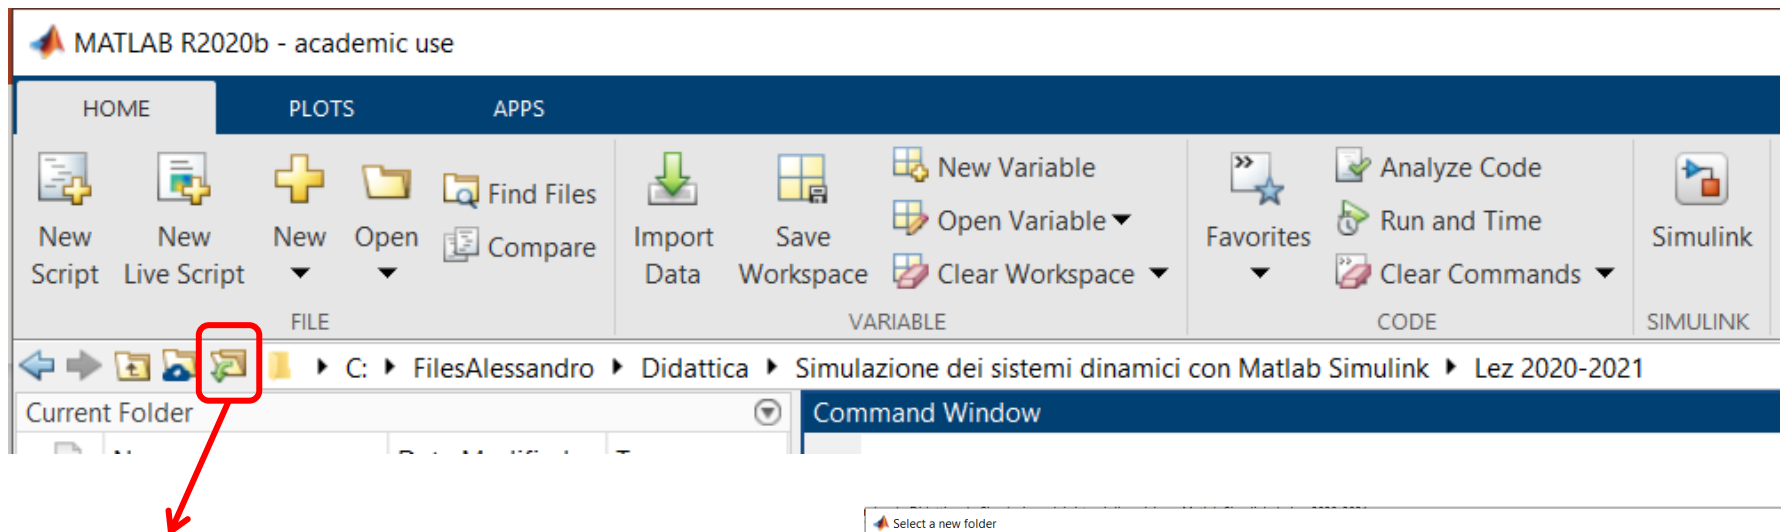 MATLAB R2020b - academic use
HOME PLOTS APPS
New Script
New Live Script
New
Open
Find Files
Compare
FILE
Import Data
Save Workspace
New Variable
Open Variable
Clear Workspace
VARIABLE
Favorites
Analyze Code
Run and Time
Clear Commands
CODE
Simulink
SIMULINK
C: FilesAlessandro Didattica Simulazione dei sistemi dinamici con Matlab Simulink Lez 2020-2021
Current Folder
Command Window
Select a new folder